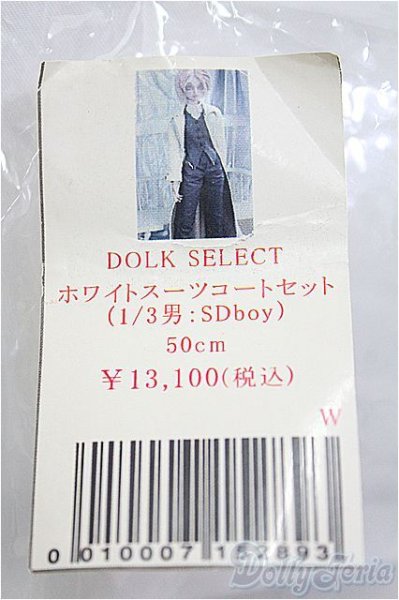 DOLK SELECT
ホワイトスーツコートセット
(1/3男:SDboy)
50cm
￥13,100(税込)
W
DollyTeria